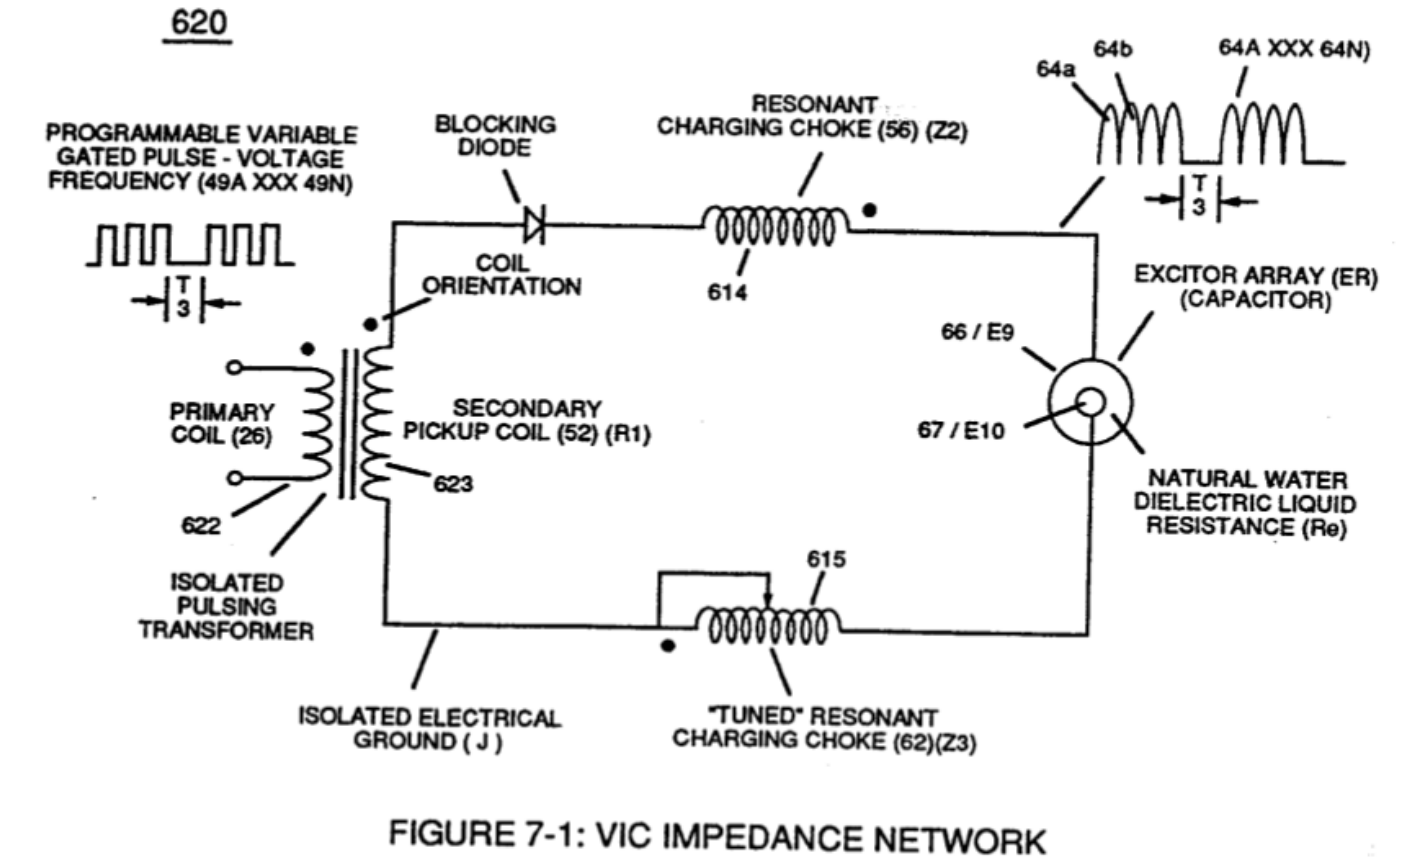 620
64b
64A XXX 64N)
64a
RESONANT
CHARGING CHOKE (56) (Z2)
BLOCKING
DIODE
PROGRAMMABLE VARIABLE
GATED PULSE - VOLTAGE
FREQUENCY (49A XXX 49N)
T
3
T
3
COIL
ORIENTATION
614
EXCITOR ARRAY (ER)
(CAPACITOR)
66 / E9
PRIMARY
COIL (26)
SECONDARY
PICKUP COIL (52) (R1)
67 / E10
623
622
NATURAL WATER
DIELECTRIC LIQUID
RESISTANCE (Re)
ISOLATED
PULSING
TRANSFORMER
615
ISOLATED ELECTRICAL
GROUND ( J )
"TUNED" RESONANT
CHARGING CHOKE (62)(Z3)
FIGURE 7-1: VIC IMPEDANCE NETWORK